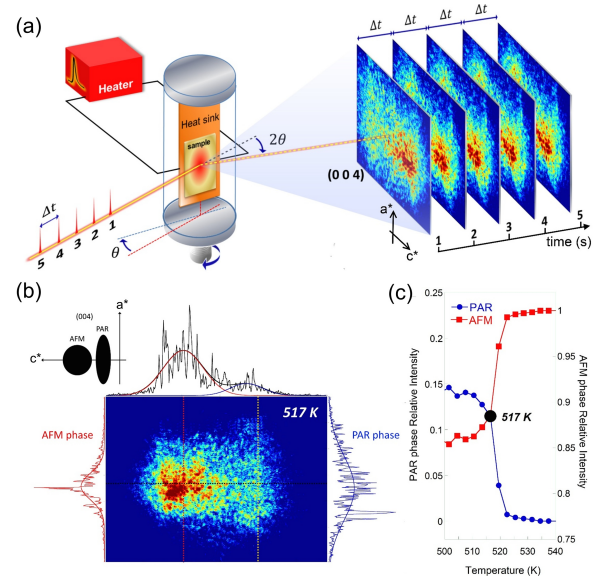 (a)
Δt Δt Δt Δt
Heater
Heat sink
sample
2θ
(0 0 4)
Δt
1
2
3
4
5
θ
a*
c*
1 2 3 4 5
time (s)
(b)
(004)
a*
AFM
PAR
c*
517 K
AFM phase
PAR phase
(c)
PAR
AFM
0.25
0.2
0.15
0.1
0.05
0
PAR phase Relative Intensity
1
0.95
0.9
0.85
0.8
0.75
AFM phase Relative Intensity
517 K
500 510 520 530 540
Temperature (K)